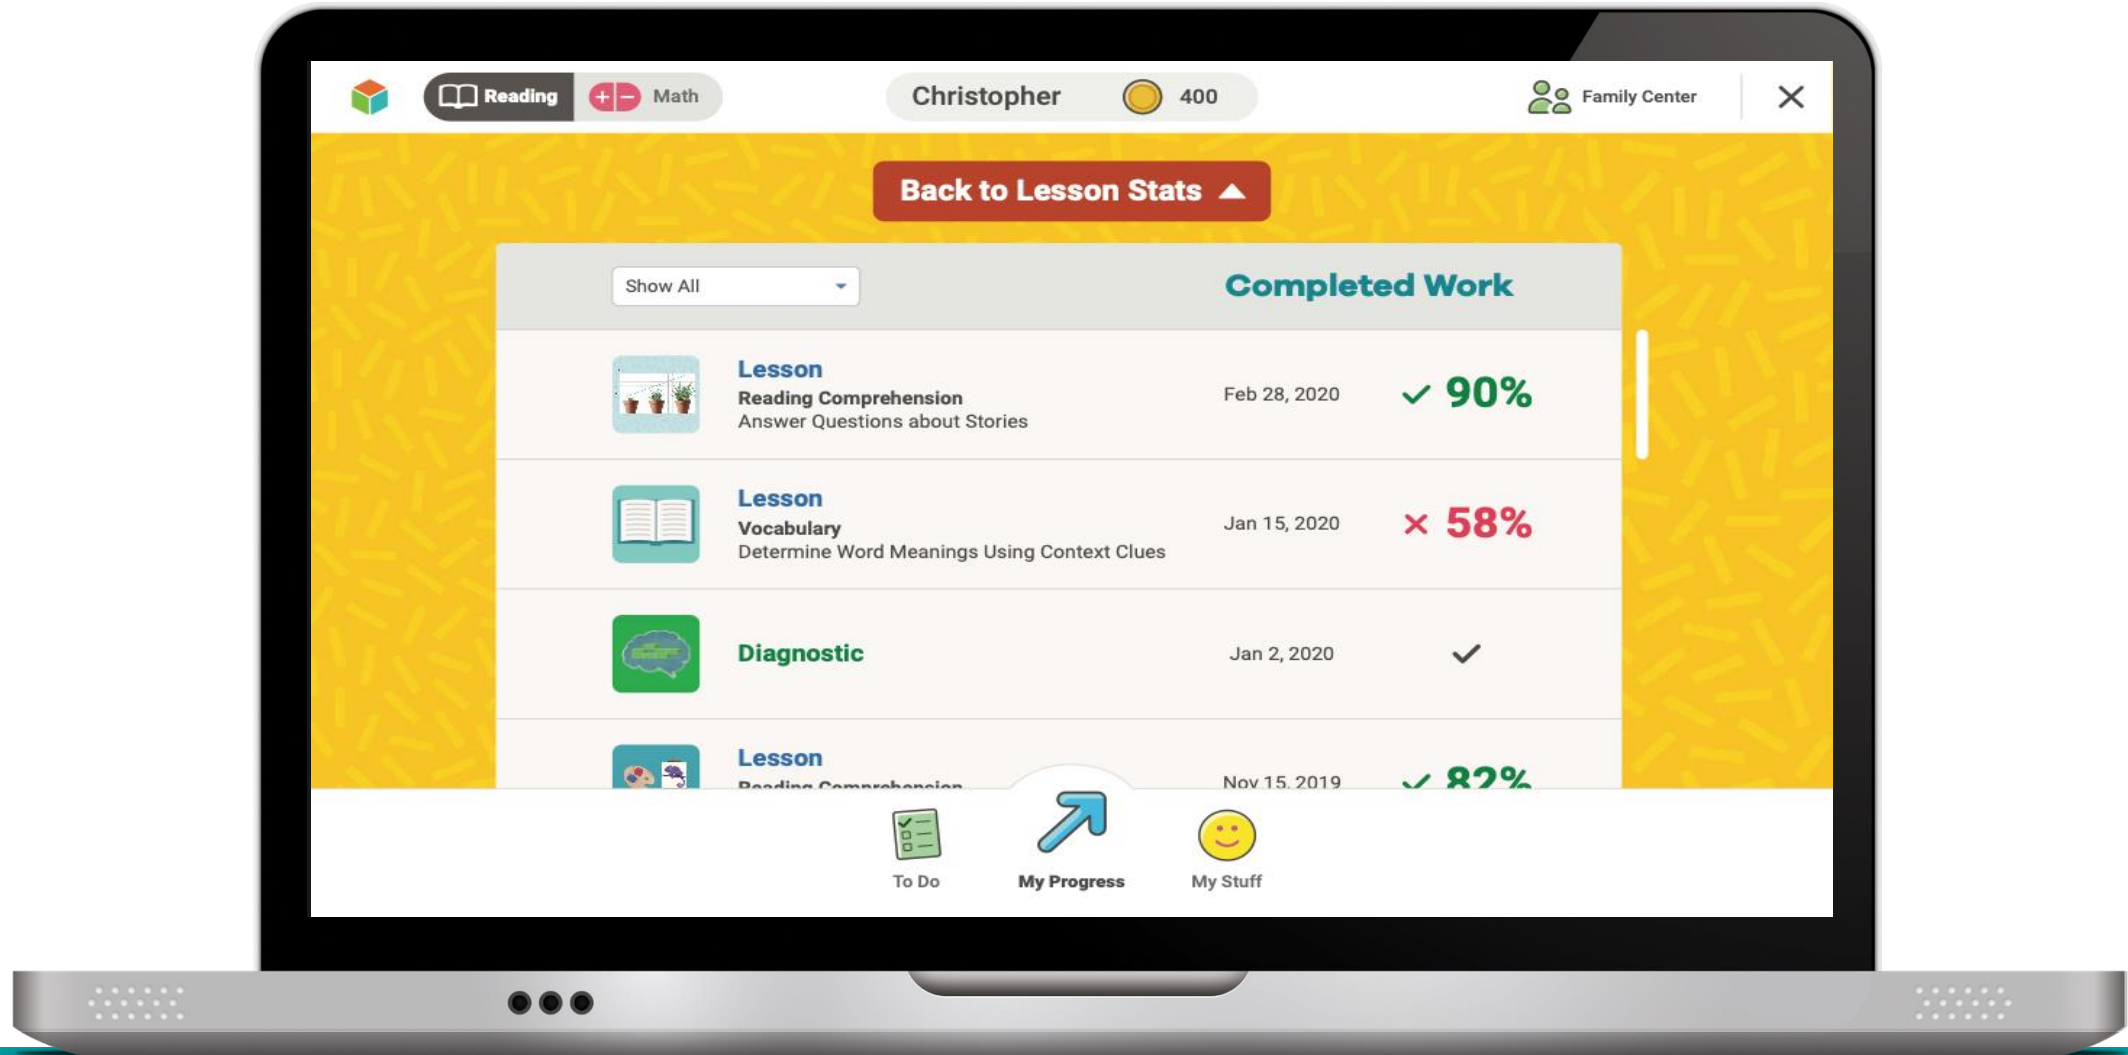 Reading
Math
Christopher
400
Family Center
Back to Lesson Stats
Show All
Completed Work
Lesson
Reading Comprehension
Answer Questions about Stories
Feb 28, 2020
90%
Lesson
Vocabulary
Determine Word Meanings Using Context Clues
Jan 15, 2020
58%
Diagnostic
Jan 2, 2020
Lesson
Reading Comprehension
Nov 15, 2019
82%
To Do
My Progress
My Stuff